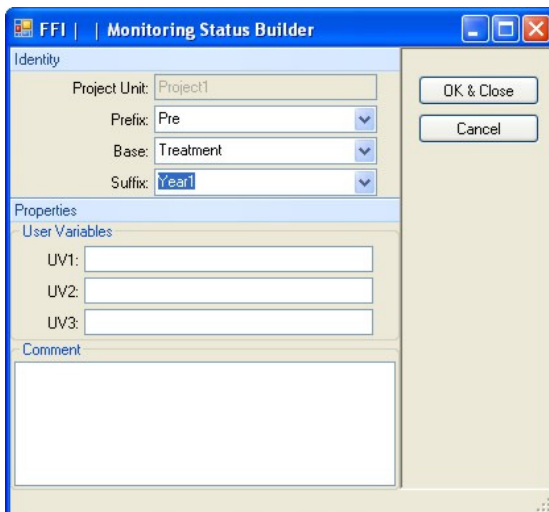 FFI | | Monitoring Status Builder
Identity
Project Unit: Project1
Prefix: Pre
Base: Treatment
Suffix: Year1
OK & Close
Cancel
Properties
User Variables
UV1:
UV2:
UV3:
Comment